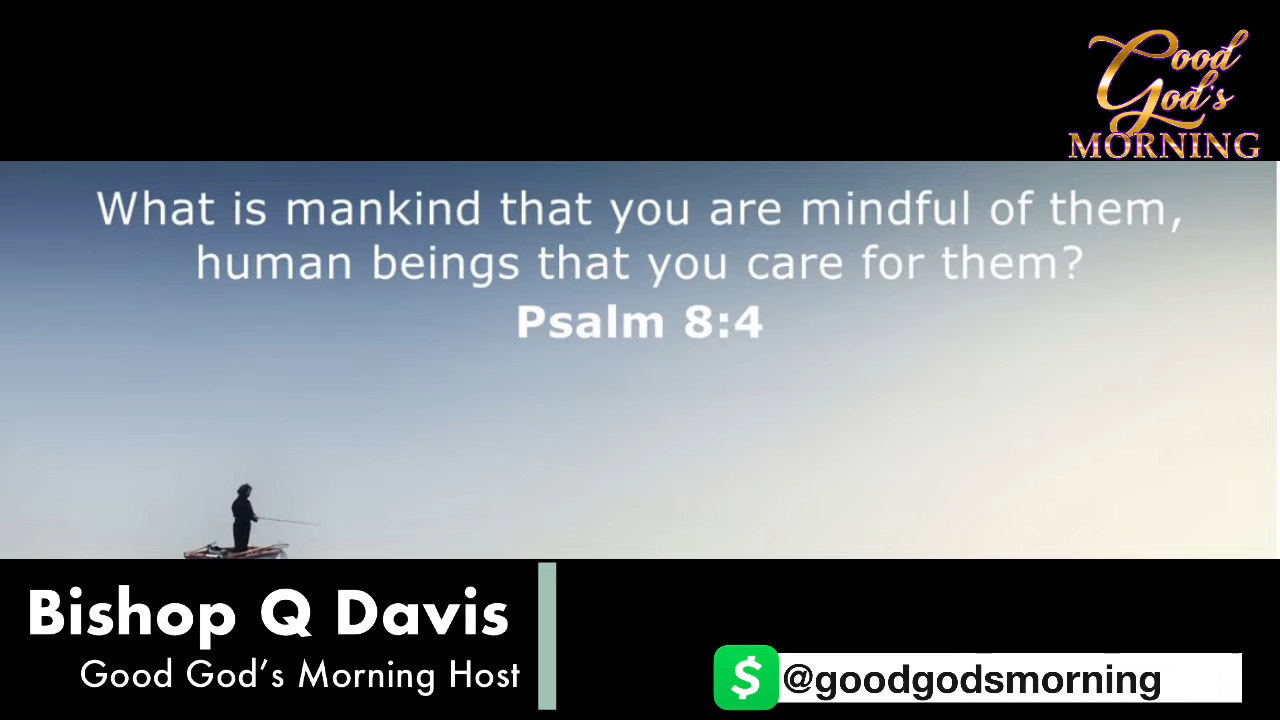 Good
God's
MORNING
What is mankind that you are mindful of them,
human beings that you care for them?
Psalm 8:4
Bishop Q Davis
Good God’s Morning Host
$ @goodgodsmorning